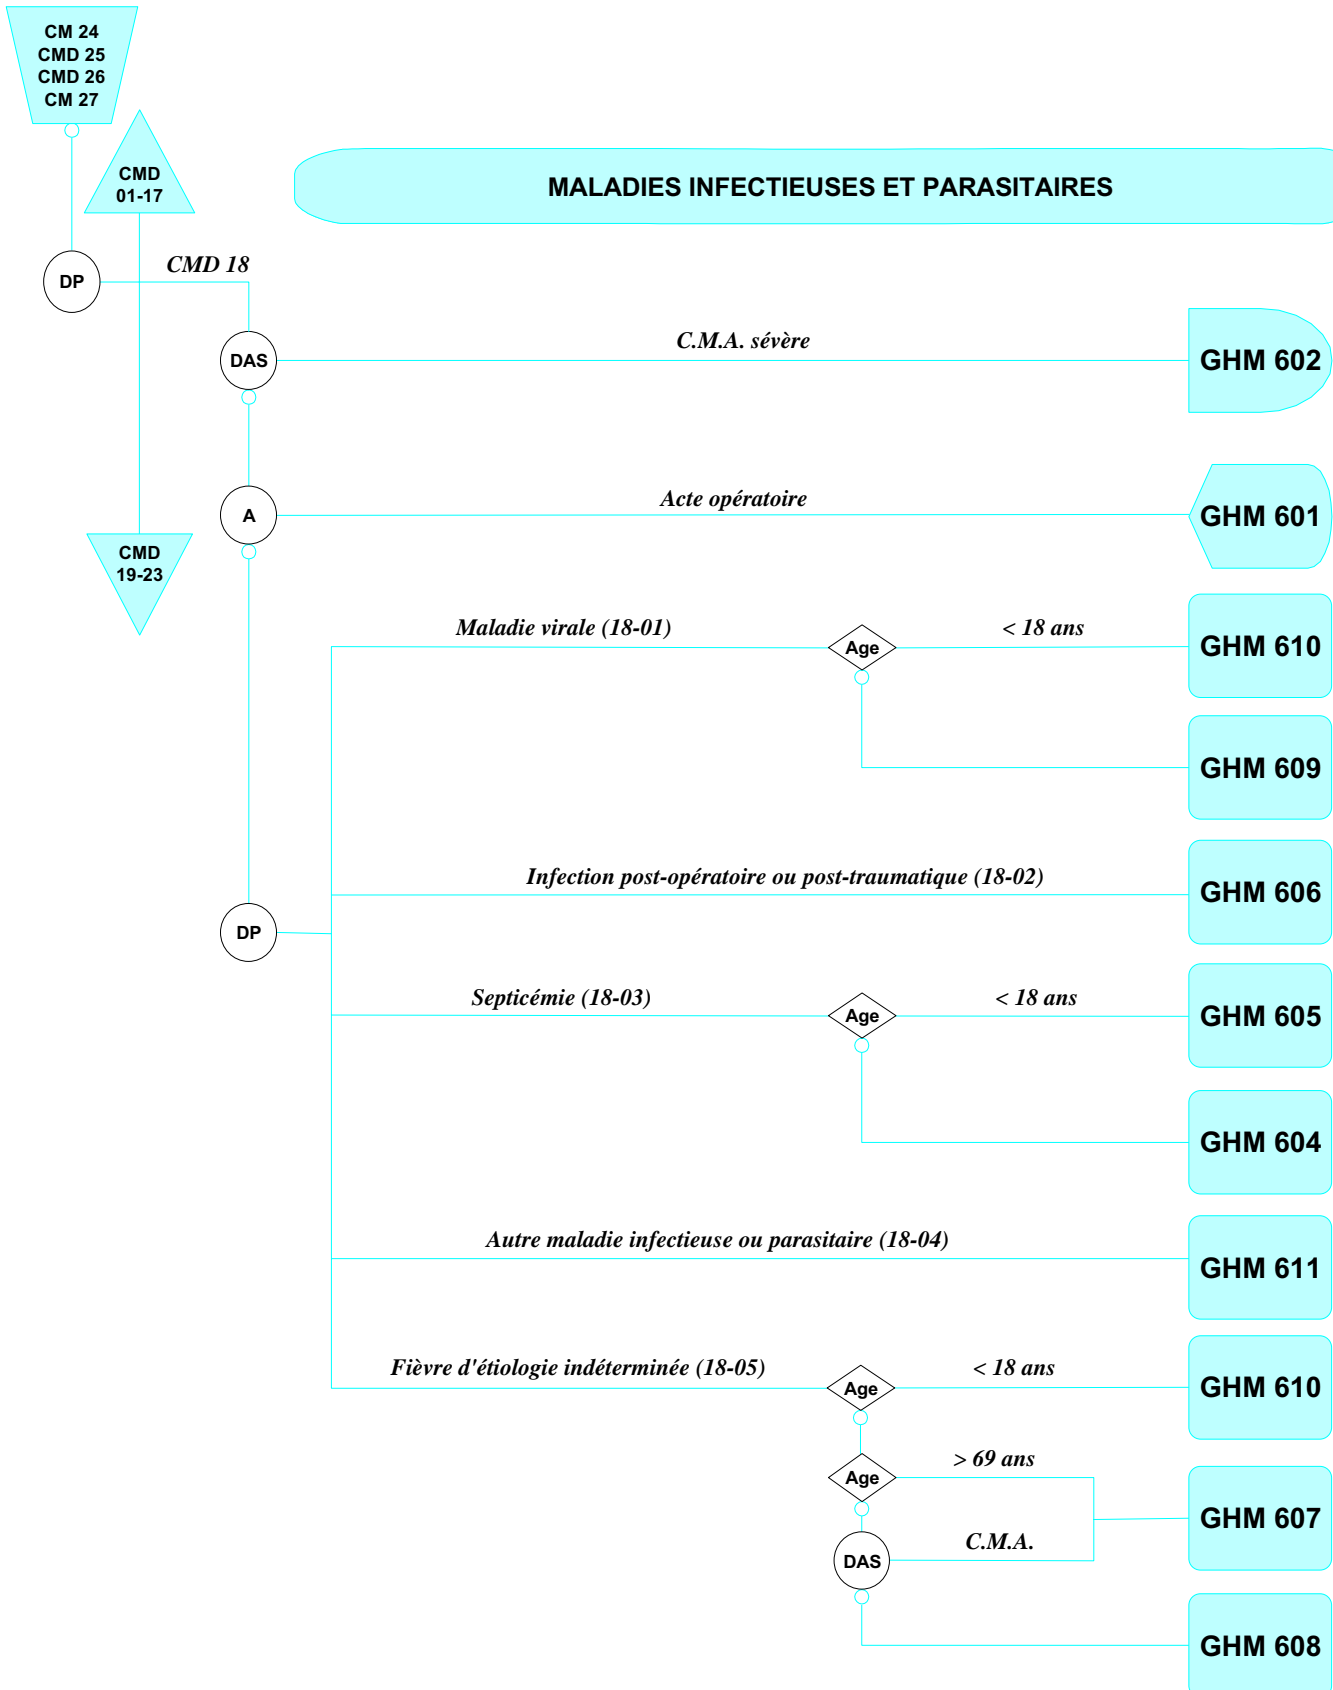 CM 24
CMD 25
CMD 26
CM 27
CMD
01-17
MALADIES INFECTIEUSES ET PARASITAIRES
DP
CMD 18
DAS
C.M.A. sévère
GHM 602
A
Acte opératoire
GHM 601
CMD
19-23
Maladie virale (18-01)
Age
< 18 ans
GHM 610
GHM 609
Infection post-opératoire ou post-traumatique (18-02)
GHM 606
DP
Septicémie (18-03)
Age
< 18 ans
GHM 605
GHM 604
Autre maladie infectieuse ou parasitaire (18-04)
GHM 611
Fièvre d'étiologie indéterminée (18-05)
Age
< 18 ans
GHM 610
Age
> 69 ans
GHM 607
DAS
C.M.A.
GHM 608